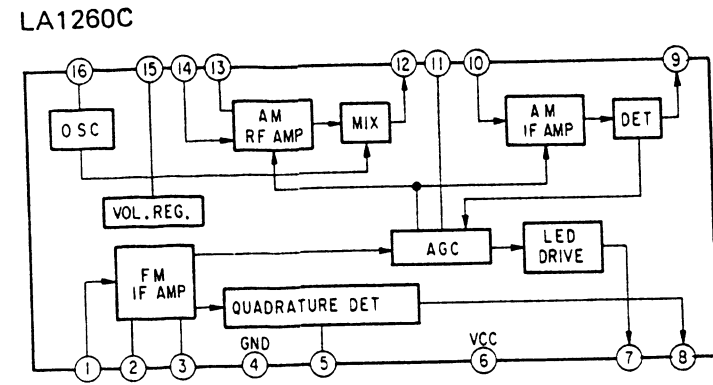 LA1260C
16 15 14 13 12 11 10 9
OSC
AM
RF AMP
MIX
AM
IF AMP
DET
VOL.REG.
AGC
LED
DRIVE
FM
IF AMP
QUADRATURE DET
GND
VCC
1 2 3 4 5 6 7 8